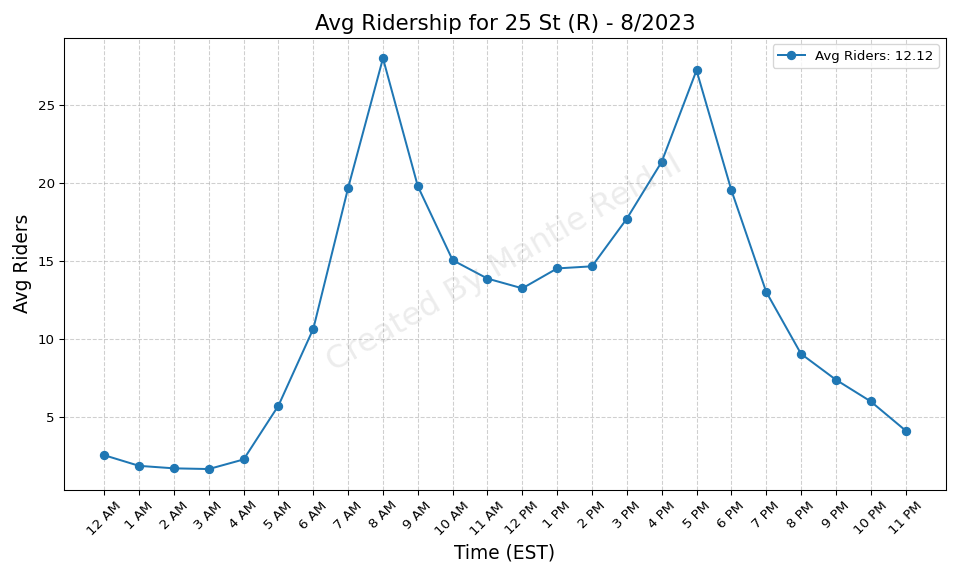 Avg Ridership for 25 St (R) - 8/2023
Avg Riders: 12.12
Avg Riders
25
20
15
10
5
Created By Mantie Reid II
12 AM
1 AM
2 AM
3 AM
4 AM
5 AM
6 AM
7 AM
8 AM
9 AM
10 AM
11 AM
12 PM
1 PM
2 PM
3 PM
4 PM
5 PM
6 PM
7 PM
8 PM
9 PM
10 PM
11 PM
Time (EST)